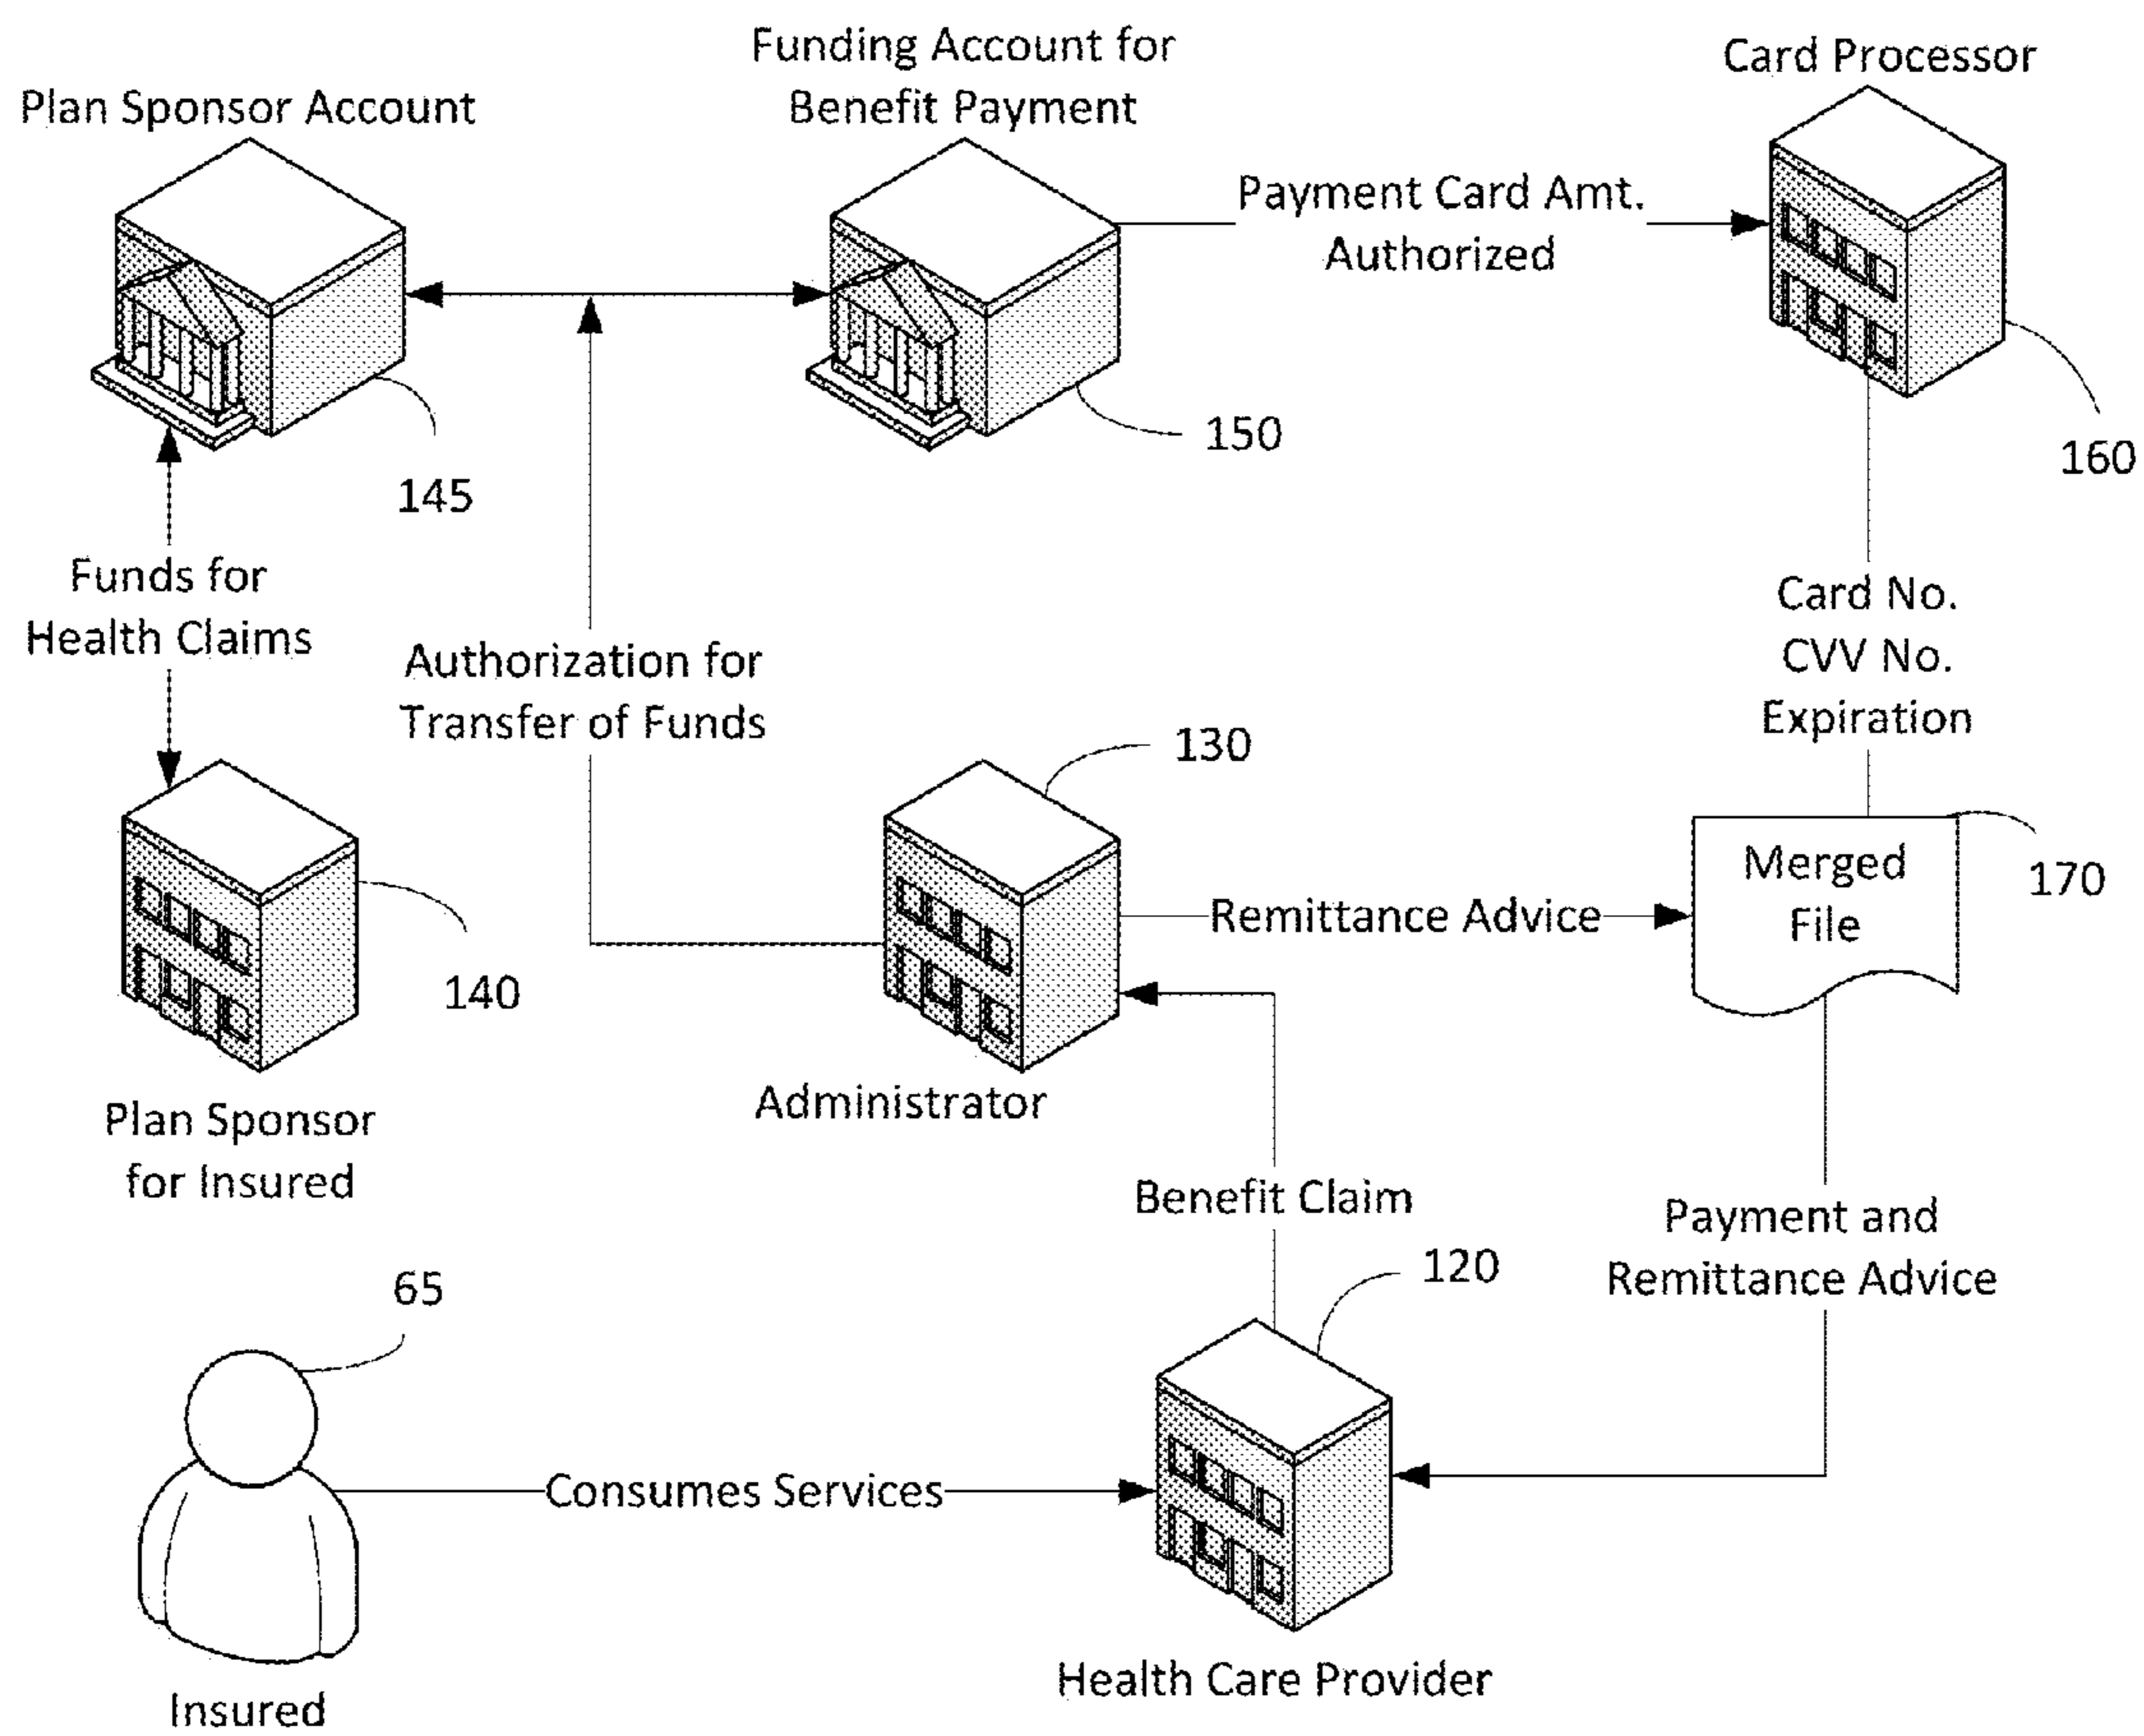 Funding Account for
Benefit Payment
Card Processor
Plan Sponsor Account
Payment Card Amt.
Authorized
150
160
145
Funds for
Health Claims
Authorization for
Transfer of Funds
Card No.
CVV No.
Expiration
130
Merged
File
170
Remittance Advice
140
Administrator
Plan Sponsor
for Insured
Benefit Claim
Payment and
Remittance Advice
120
65
Consumes Services
Health Care Provider
Insured